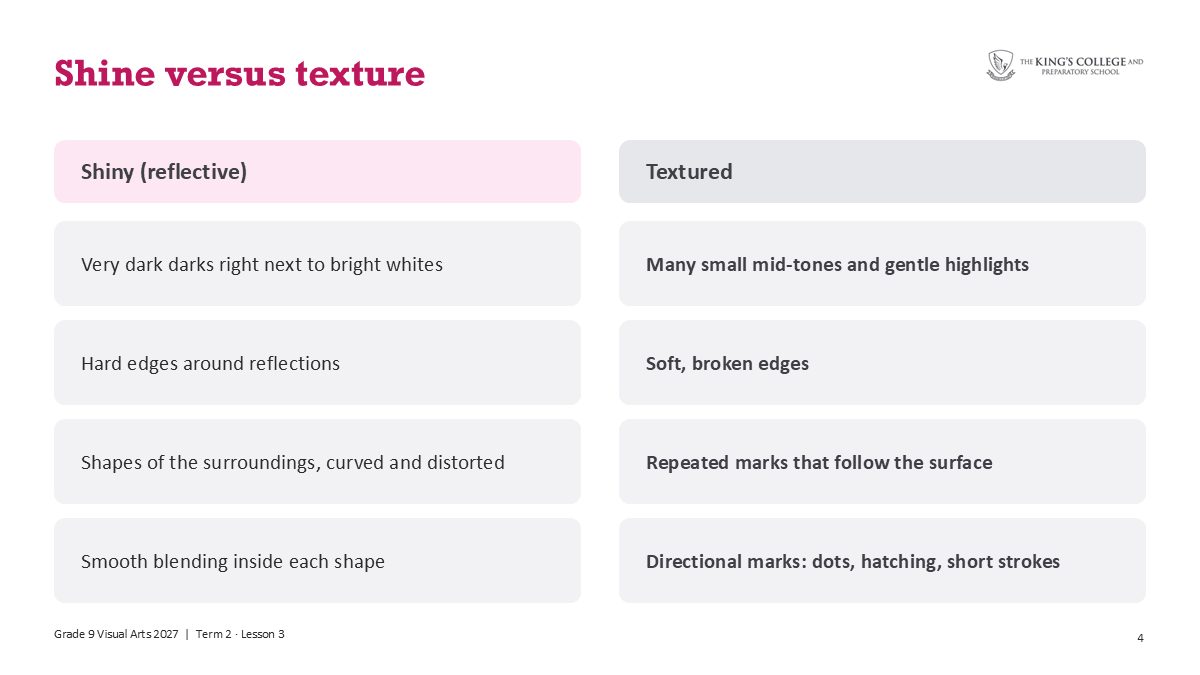 Shine versus texture
THE KING'S COLLEGE AND
PREPARATORY SCHOOL
Shiny (reflective)
Textured
Very dark darks right next to bright whites
Many small mid-tones and gentle highlights
Hard edges around reflections
Soft, broken edges
Shapes of the surroundings, curved and distorted
Repeated marks that follow the surface
Smooth blending inside each shape
Directional marks: dots, hatching, short strokes
Grade 9 Visual Arts 2027 | Term 2 · Lesson 3
4